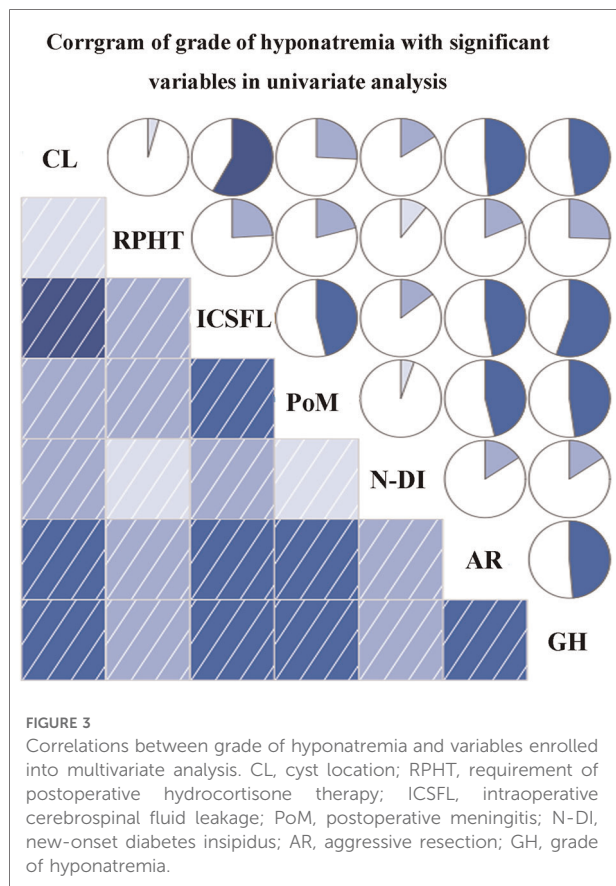 Corrgram of grade of hyponatremia with significant
variables in univariate analysis
CL
RPHT
ICSFL
PoM
N-DI
AR
GH
FIGURE 3
Correlations between grade of hyponatremia and variables enrolled
into multivariate analysis. CL, cyst location; RPHT, requirement of
postoperative hydrocortisone therapy; ICSFL, intraoperative
cerebrospinal fluid leakage; PoM, postoperative meningitis; N-DI,
new-onset diabetes insipidus; AR, aggressive resection; GH, grade
of hyponatremia.